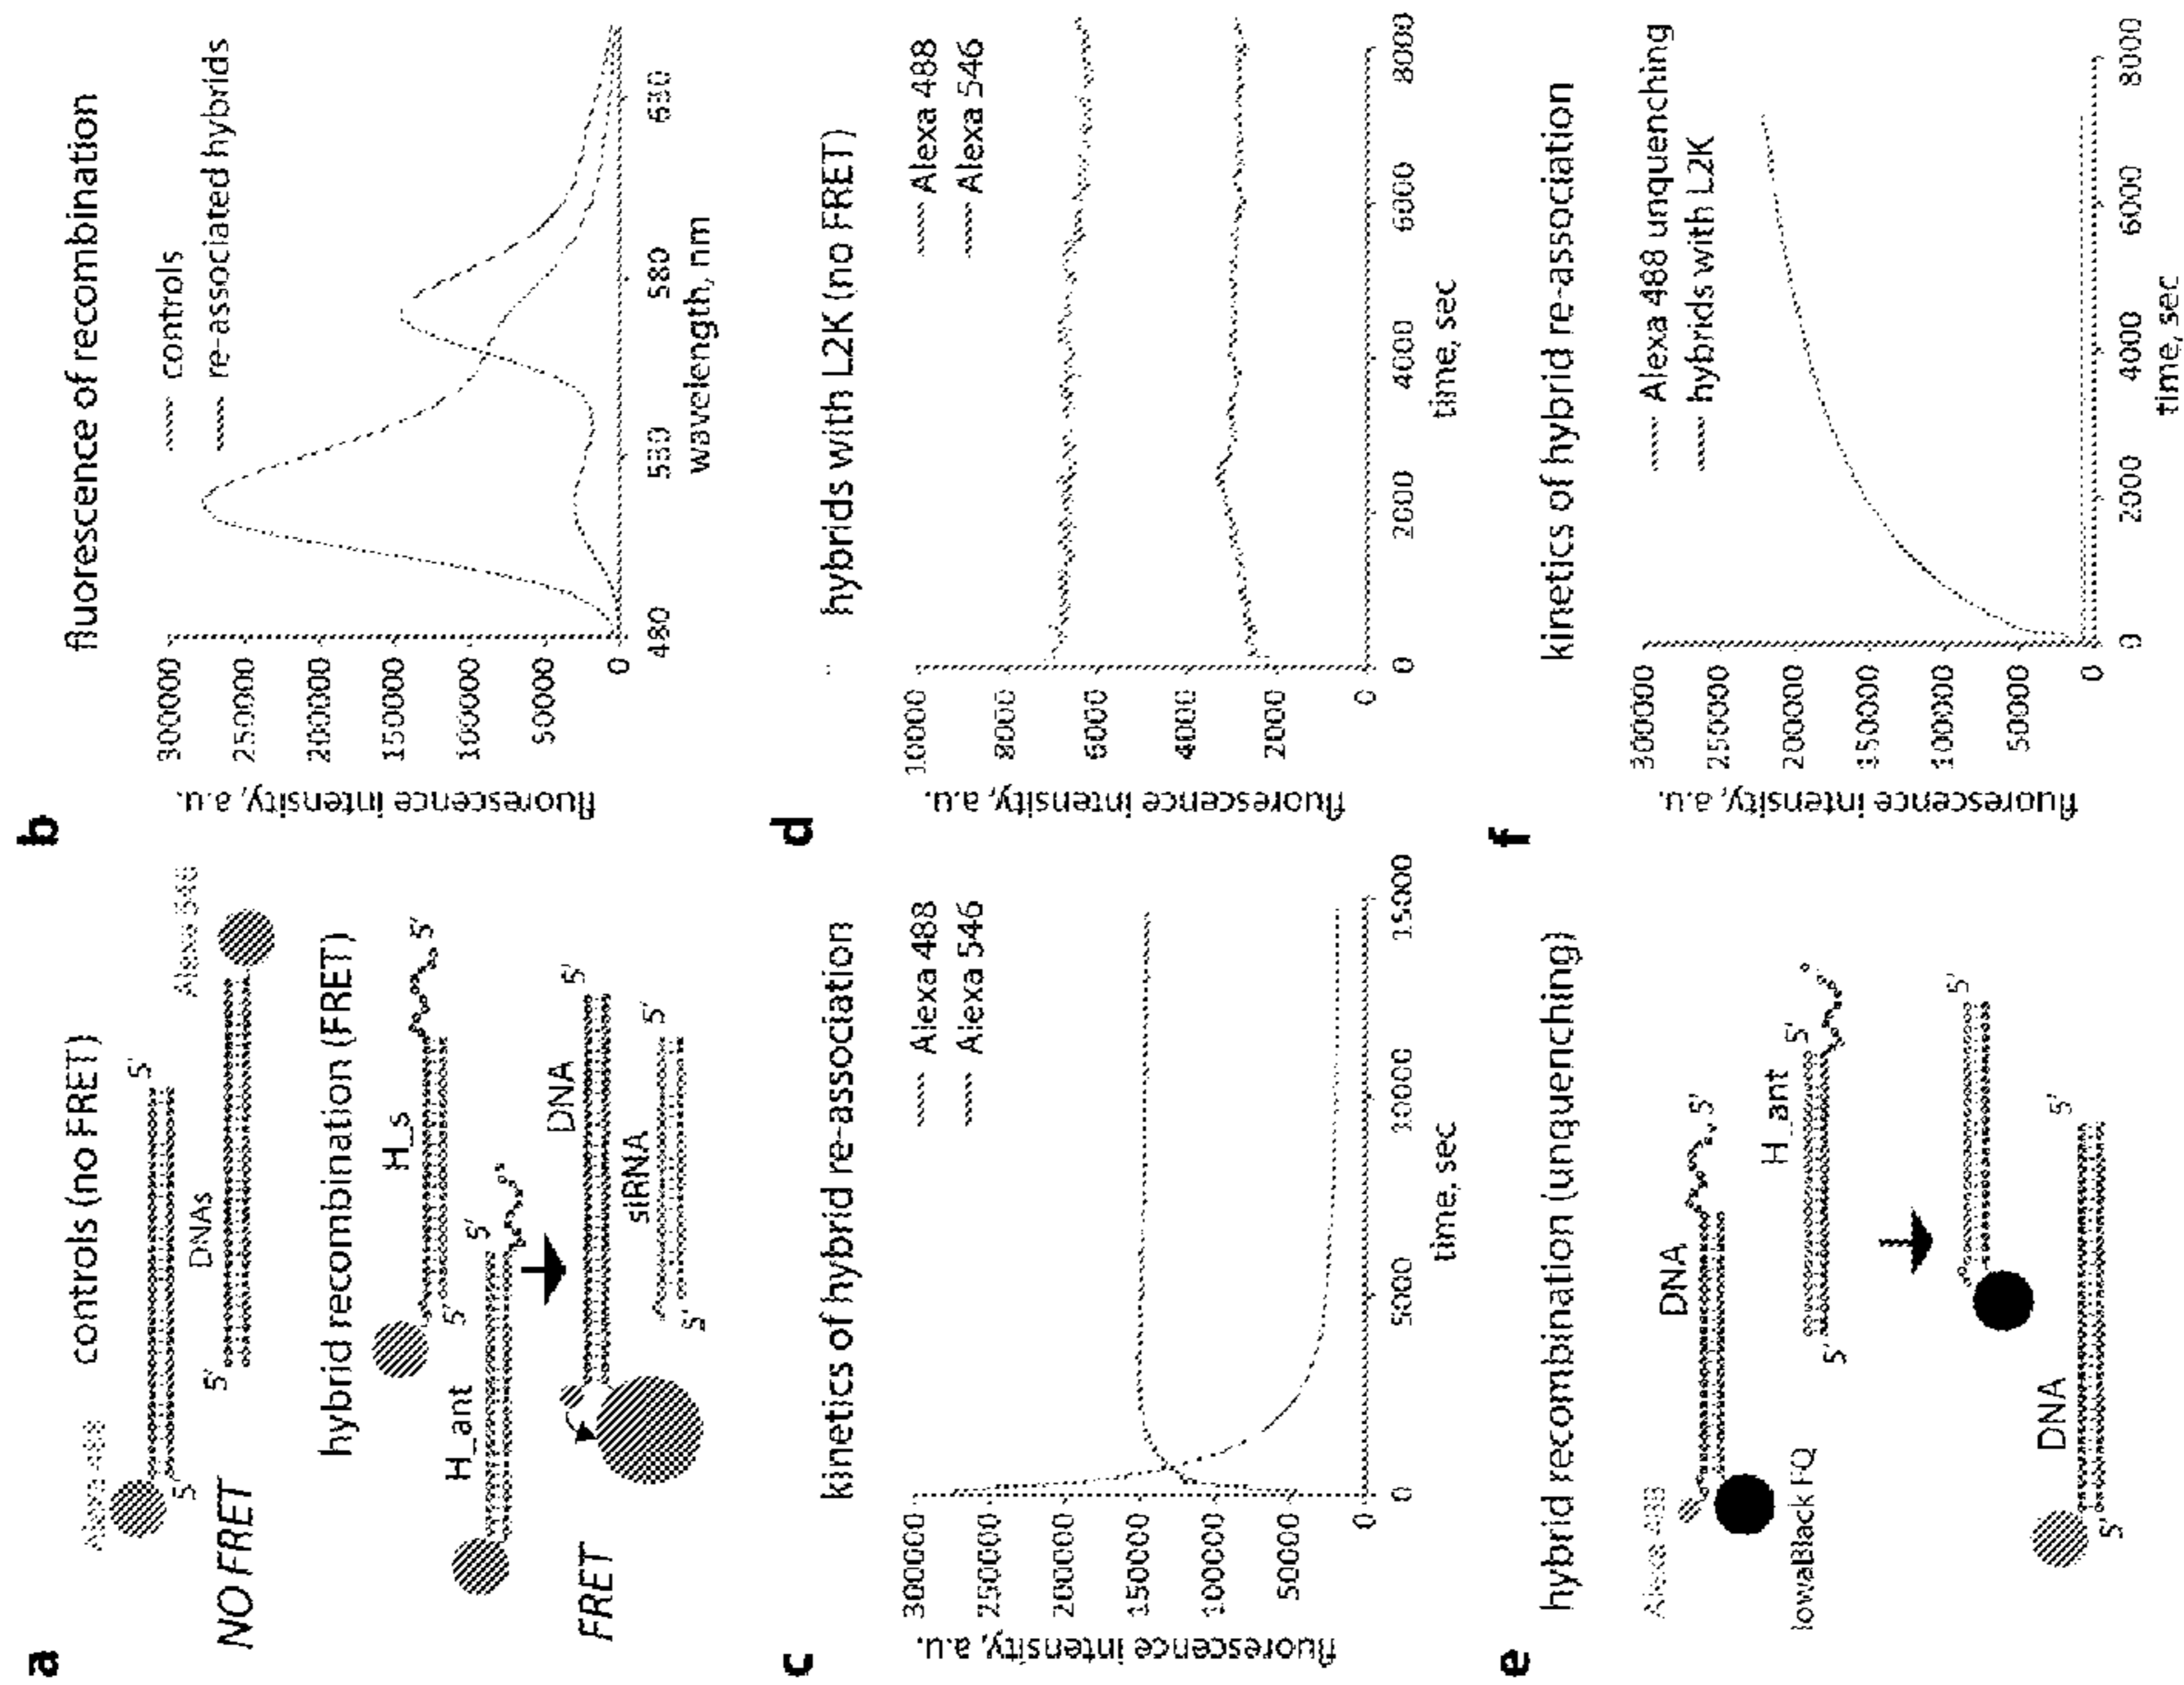 a
controls (no FRET)
Alexa 488
5'
5'
DNAs
5'
Alexa 546
NO FRET
hybrid recombination (FRET)
H_s
5'
5'
H_ant
5'
FRET
DNA
5'
siRNA
5'
5'
b
fluorescence of recombination
controls
re-associated hybrids
fluorescence intensity, a.u.
300000
250000
200000
150000
100000
50000
0
480
530
580
630
wavelength, nm
c
kinetics of hybrid re-association
Alexa 488
Alexa 546
fluorescence intensity, a.u.
300000
250000
200000
150000
100000
50000
0
0
5000
10000
15000
time, sec
d
hybrids with L2K (no FRET)
Alexa 488
Alexa 546
fluorescence intensity, a.u.
10000
8000
6000
4000
2000
0
0
2000
4000
6000
8000
time, sec
e
hybrid recombination (unquenching)
Alexa 488
DNA
5'
IowaBlack FQ
H_ant
5'
5'
5'
DNA
5'
5'
f
kinetics of hybrid re-association
Alexa 488 unquenching
hybrids with L2K
fluorescence intensity, a.u.
300000
250000
200000
150000
100000
50000
0
0
2000
4000
6000
8000
time, sec